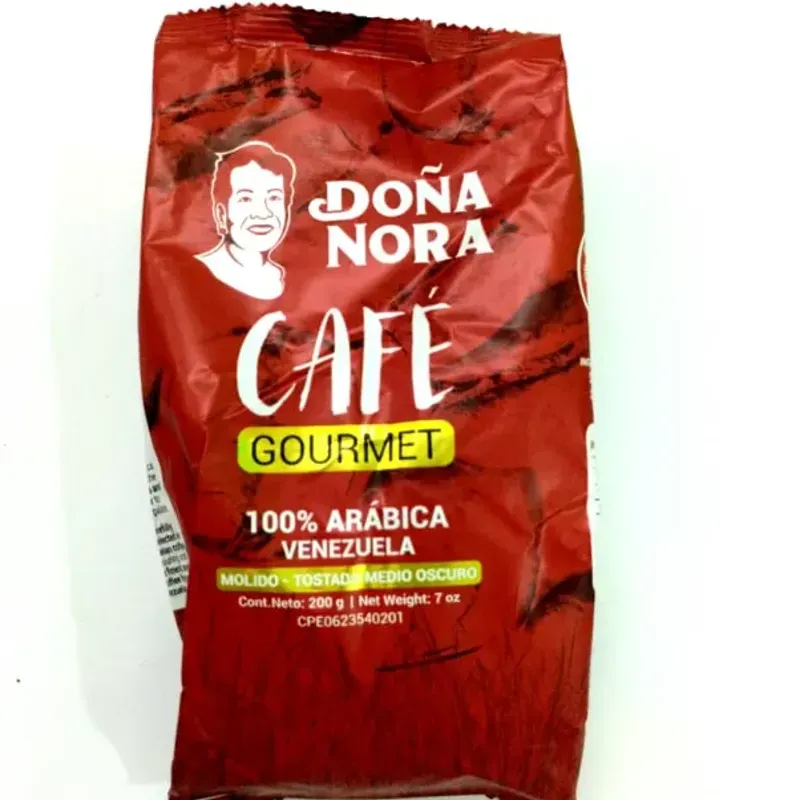 DOÑA
NORA
CAFÉ
GOURMET
100% ARÁBICA
VENEZUELA
MOLIDO - TOSTADO MEDIO OSCURO
Cont.Neto: 200 g | Net Weight: 7 oz
CPE0623540201